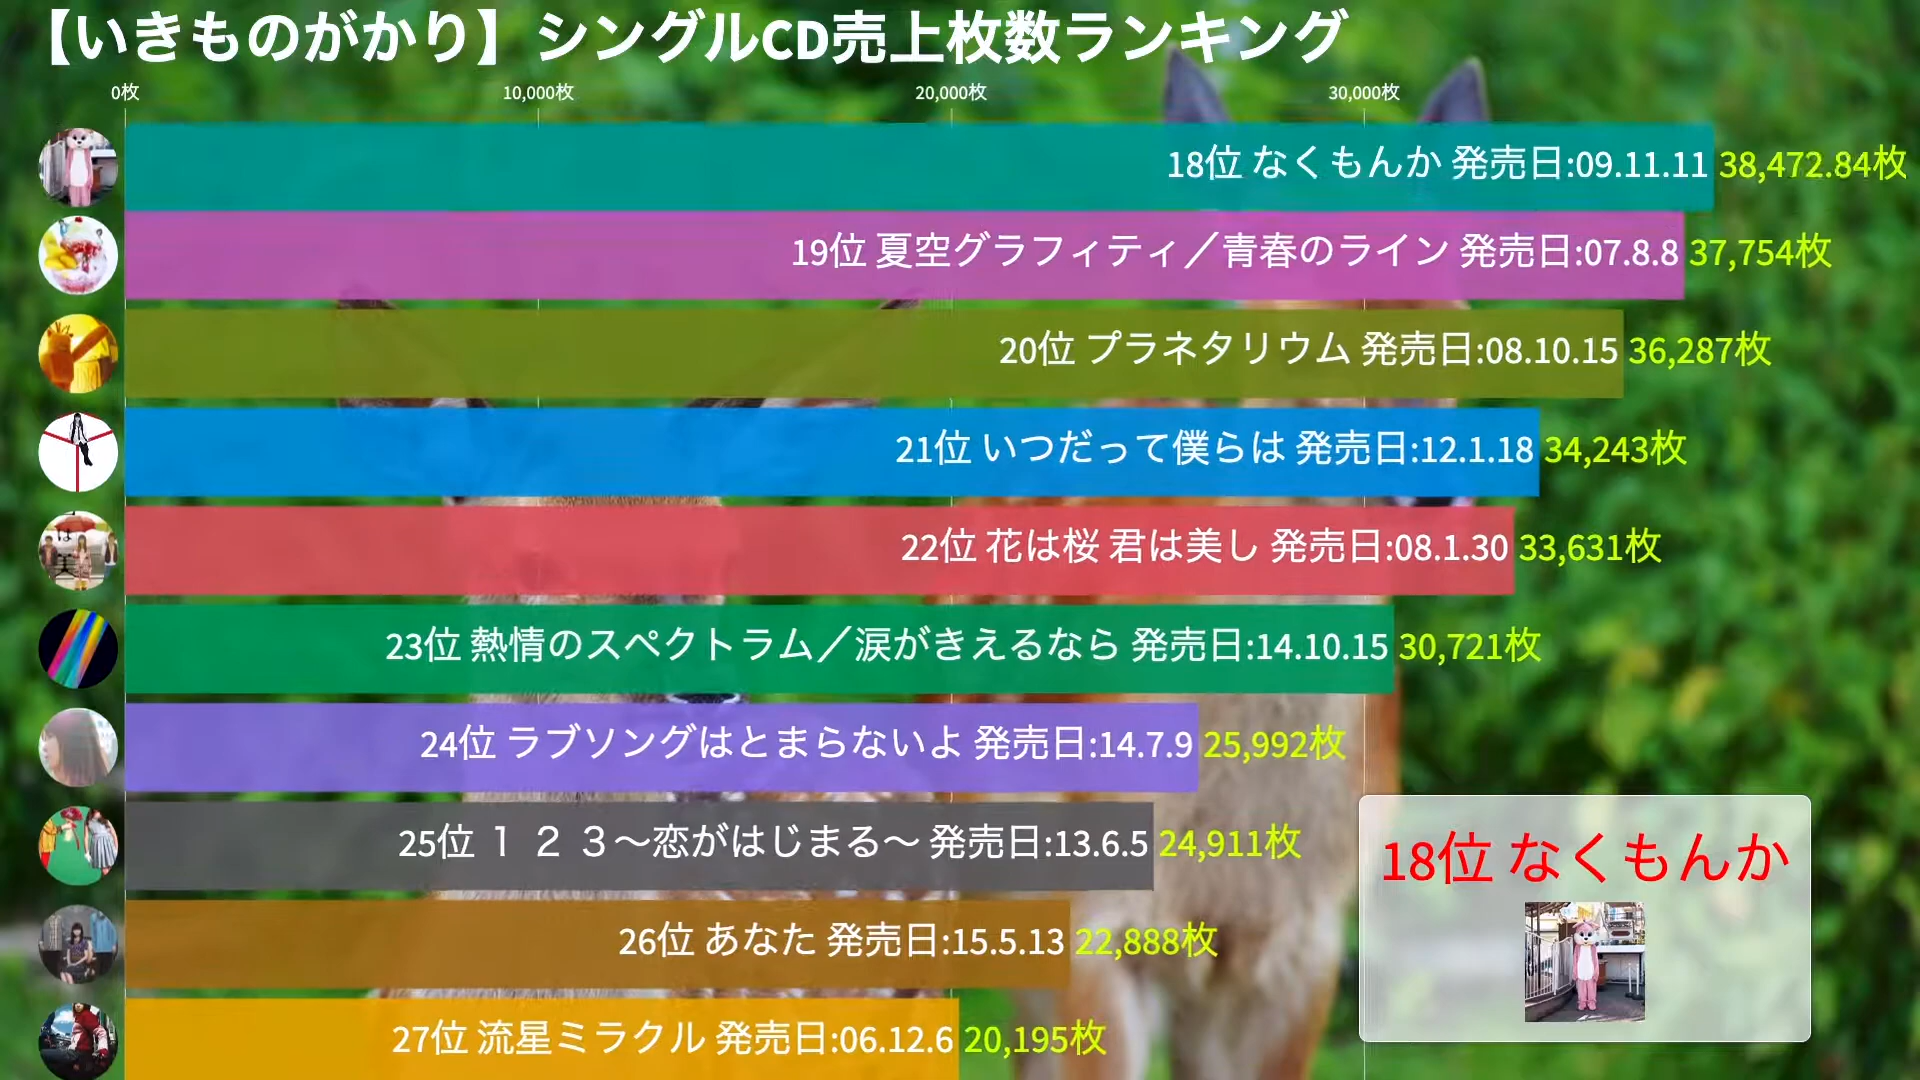 【いきものがかり】シングルCD売上枚数ランキング
0枚 10,000枚 20,000枚 30,000枚
18位 なくもんか 発売日:09.11.11 38,472.84枚
19位 夏空グラフィティ／青春のライン 発売日:07.8.8 37,754枚
20位 プラネタリウム 発売日:08.10.15 36,287枚
21位 いつだって僕らは 発売日:12.1.18 34,243枚
22位 花は桜 君は美し 発売日:08.1.30 33,631枚
23位 熱情のスペクトラム／涙がきえるなら 発売日:14.10.15 30,721枚
24位 ラブソングはとまらないよ 発売日:14.7.9 25,992枚
25位 １２３～恋がはじまる～ 発売日:13.6.5 24,911枚
26位 あなた 発売日:15.5.13 22,888枚
27位 流星ミラクル 発売日:06.12.6 20,195枚
18位 なくもんか